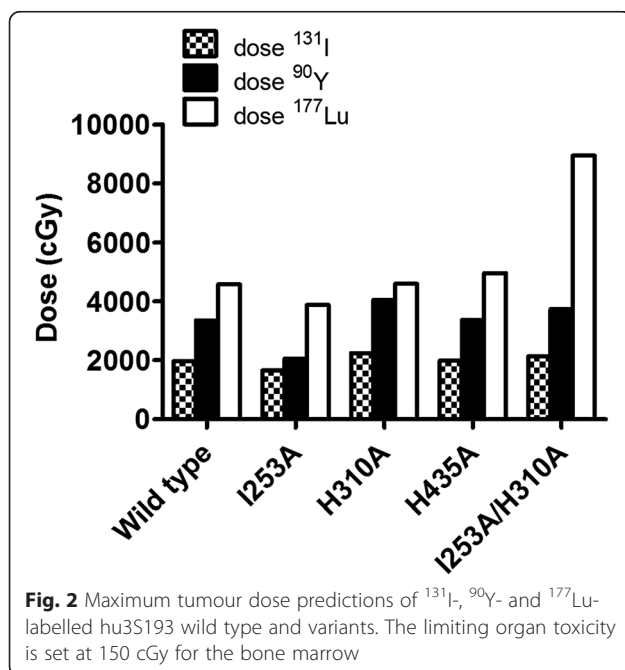 dose ¹³¹I
dose ⁹⁰Y
dose ¹⁷⁷Lu
10000
8000
6000
4000
2000
0
Dose (cGy)
Wild type
I253A
H310A
H435A
I253A/H310A
Fig. 2 Maximum tumour dose predictions of ¹³¹I-, ⁹⁰Y- and ¹⁷⁷Lu-
labelled hu3S193 wild type and variants. The limiting organ toxicity
is set at 150 cGy for the bone marrow